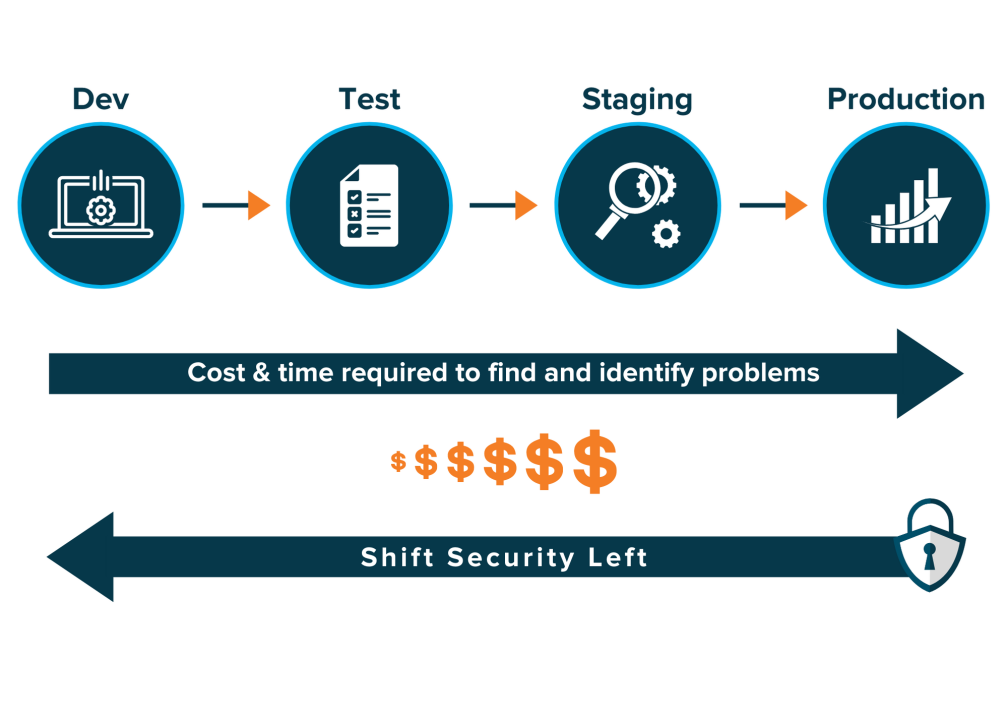 Dev
Test
Staging
Production
Cost & time required to find and identify problems
$ $ $ $ $ $
Shift Security Left